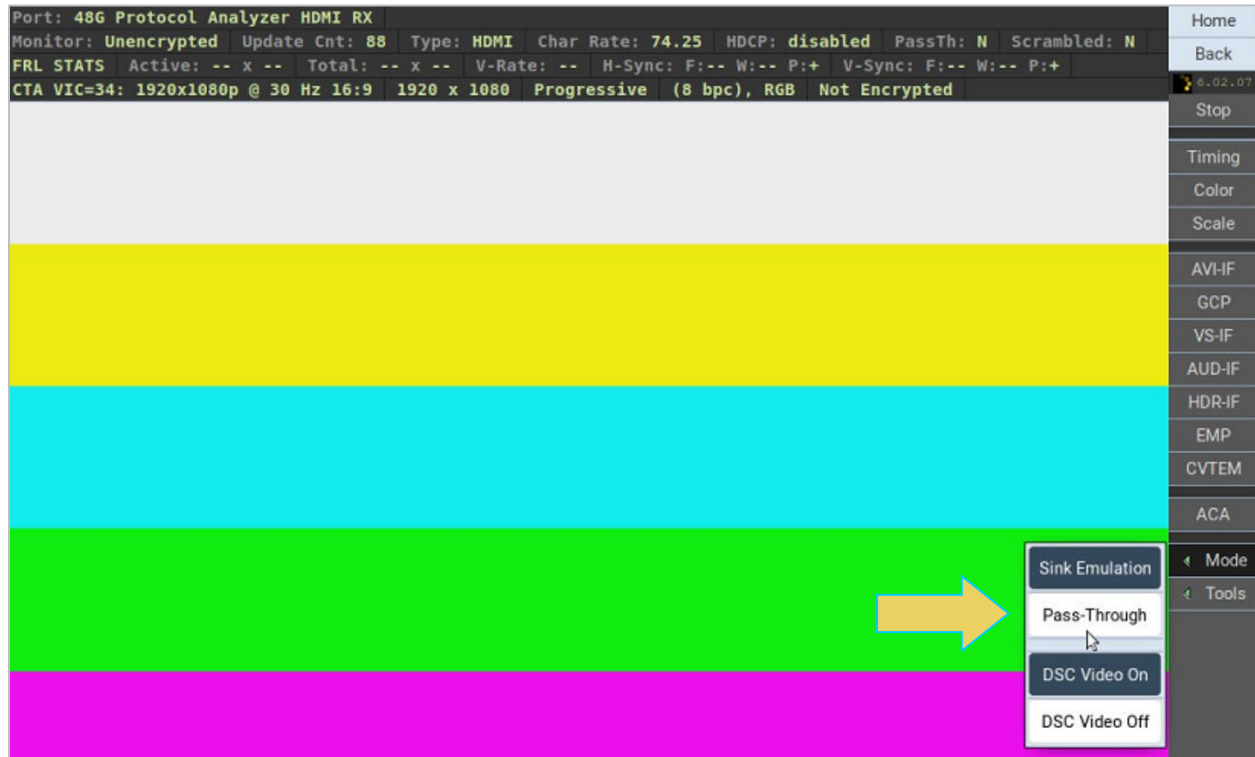 Port: 48G Protocol Analyzer HDMI RX
Monitor: Unencrypted Update Cnt: 88 Type: HDMI Char Rate: 74.25 HDCP: disabled PassTh: N Scrambled: N
FRL STATS Active: -- x -- Total: -- x -- V-Rate: -- H-Sync: F:-- W:-- P:+ V-Sync: F:-- W:-- P:+
CTA VIC=34: 1920x1080p @ 30 Hz 16:9 1920 x 1080 Progressive (8 bpc), RGB Not Encrypted
Home
Back
6.02.07
Stop
Timing
Color
Scale
AVI-IF
GCP
VS-IF
AUD-IF
HDR-IF
EMP
CVTEM
ACA
Mode
Tools
Sink Emulation
Pass-Through
DSC Video On
DSC Video Off